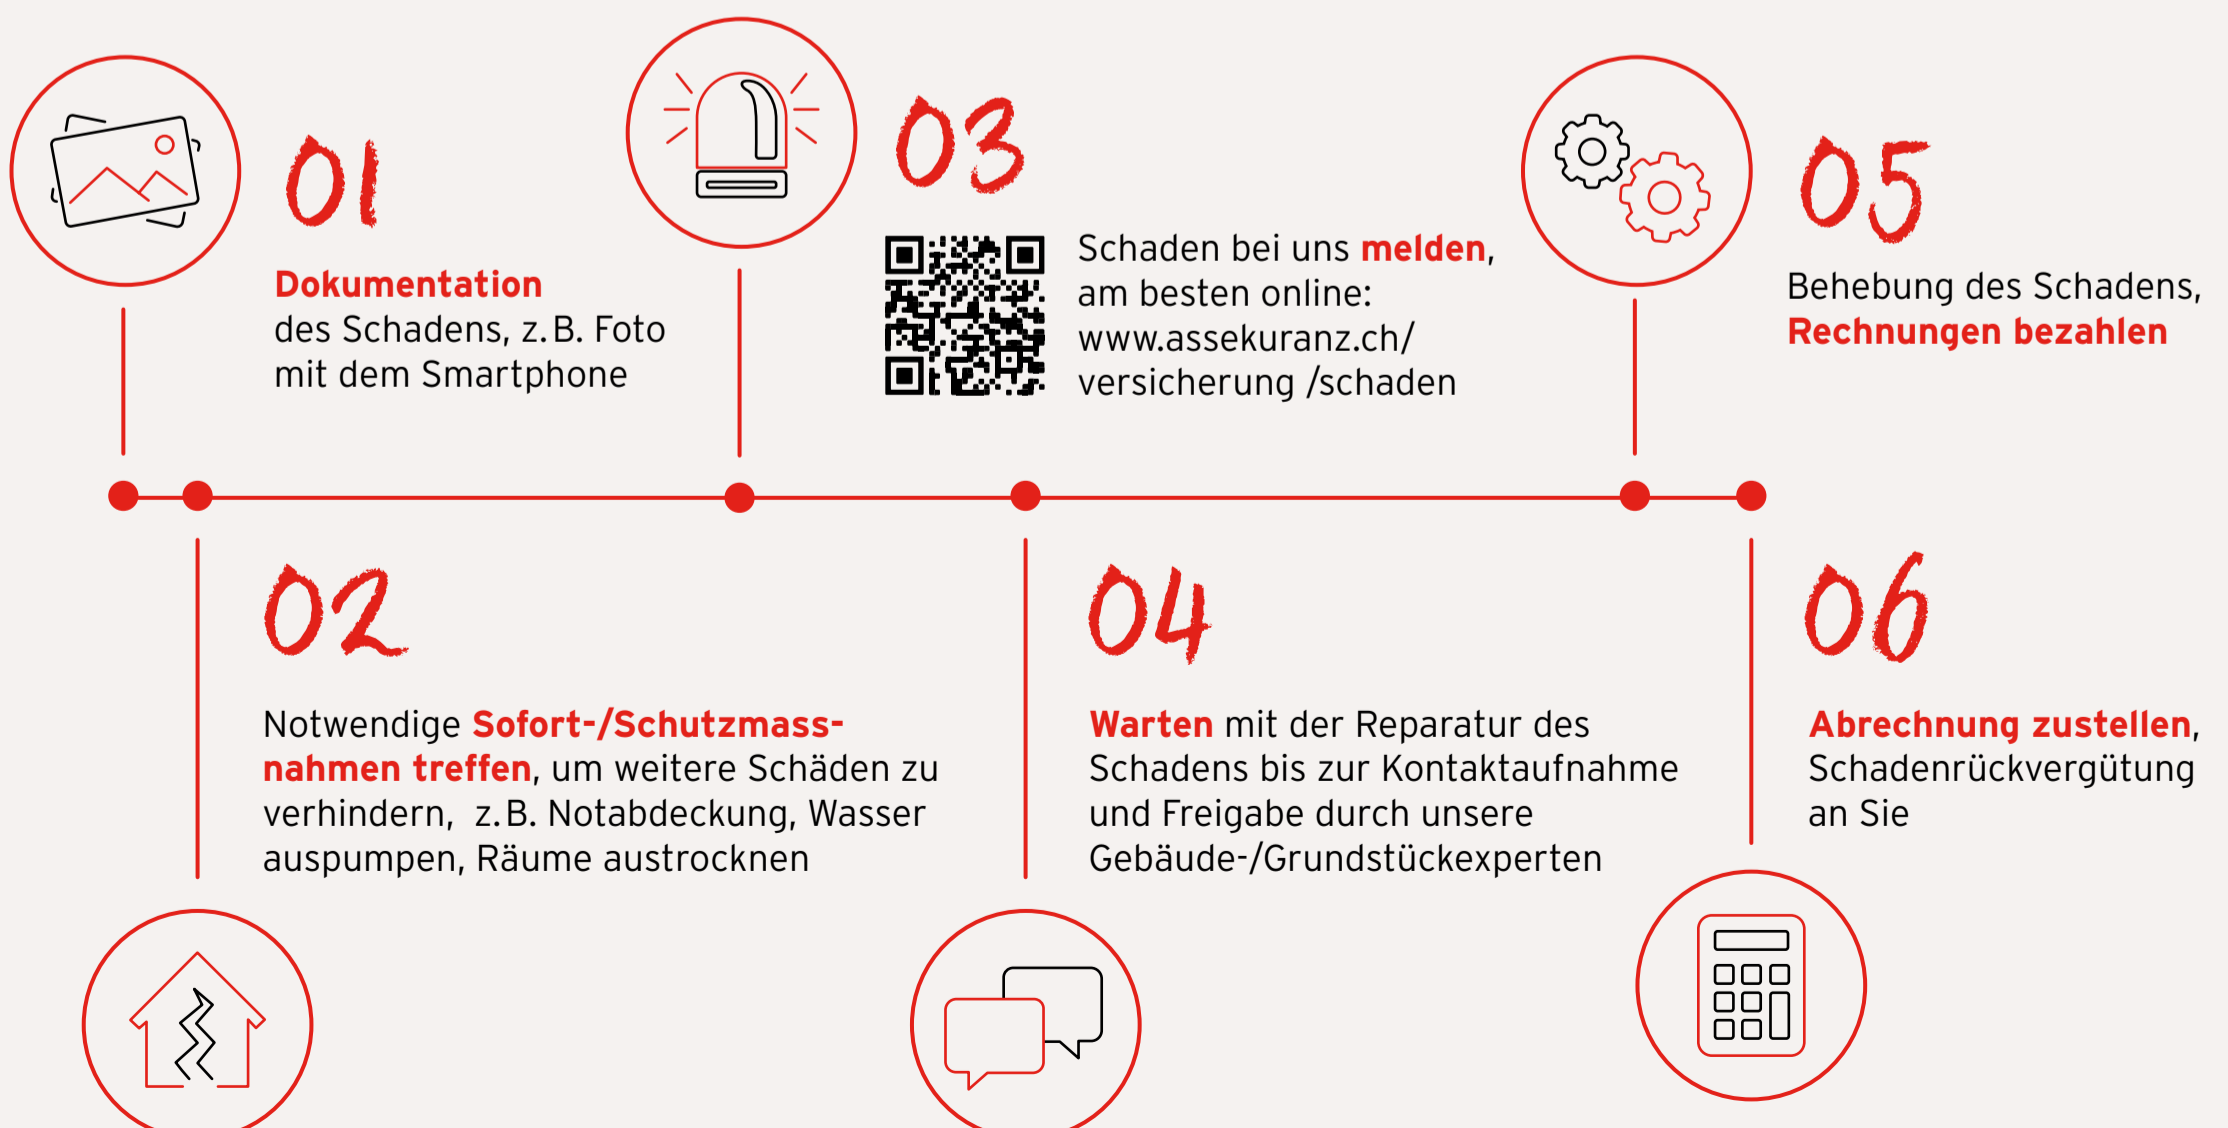 01
Dokumentation
des Schadens, z.B. Foto
mit dem Smartphone
02
Notwendige Sofort-/Schutzmass-
nahmen treffen, um weitere Schäden zu
verhindern, z.B. Notabdeckung, Wasser
auspumpen, Räume austrocknen
03
Schaden bei uns melden,
am besten online:
www.assekuranz.ch/
versicherung /schaden
04
Warten mit der Reparatur des
Schadens bis zur Kontaktaufnahme
und Freigabe durch unsere
Gebäude-/Grundstückexperten
05
Behebung des Schadens,
Rechnungen bezahlen
06
Abrechnung zustellen,
Schadenrückvergütung
an Sie